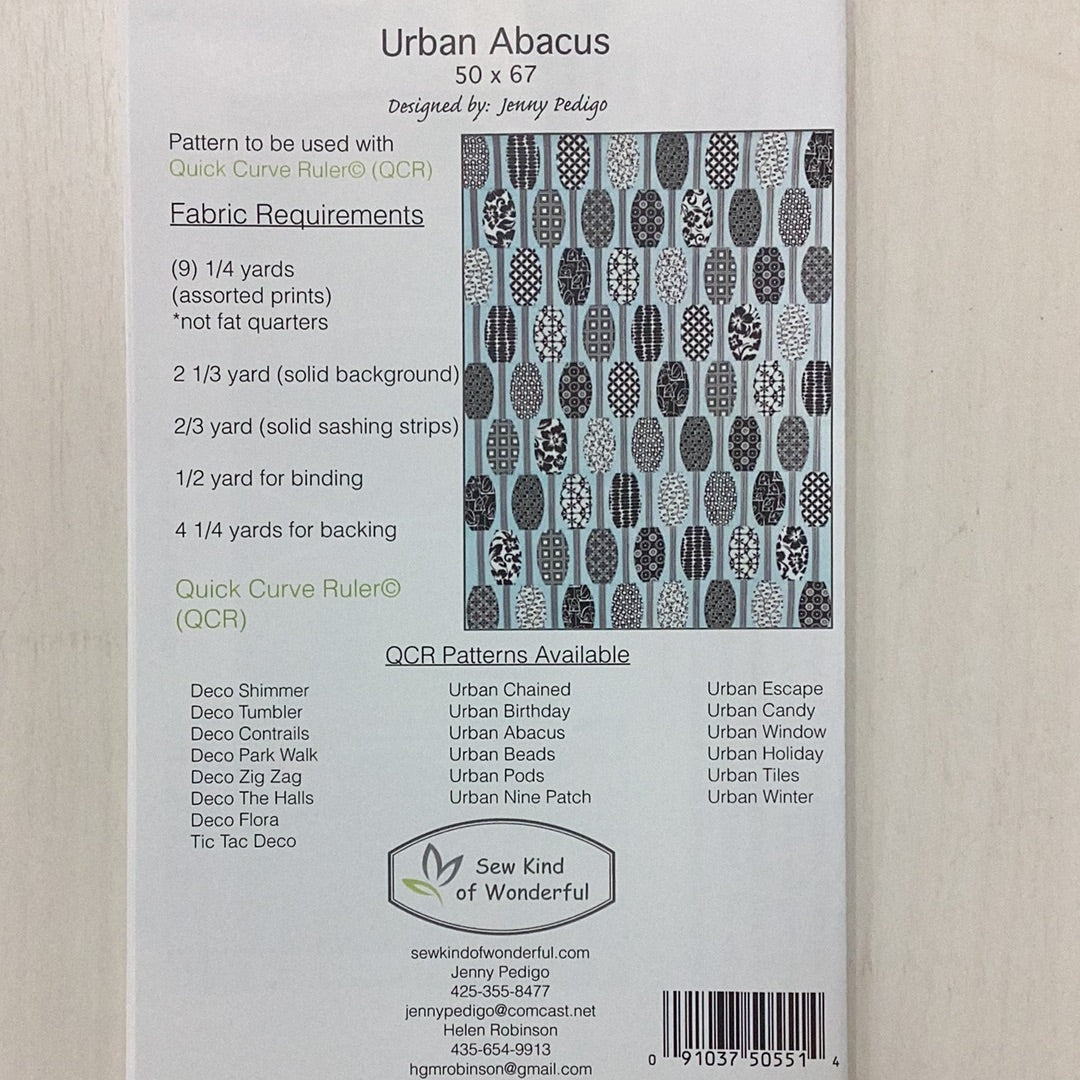 Urban Abacus
50 x 67
Designed by: Jenny Pedigo
Pattern to be used with
Quick Curve Ruler© (QCR)
Fabric Requirements
(9) 1/4 yards
(assorted prints)
*not fat quarters
2 1/3 yard (solid background)
2/3 yard (solid sashing strips)
1/2 yard for binding
4 1/4 yards for backing
Quick Curve Ruler©
(QCR)
QCR Patterns Available
Deco Shimmer
Deco Tumbler
Deco Contrails
Deco Park Walk
Deco Zig Zag
Deco The Halls
Deco Flora
Tic Tac Deco
Urban Chained
Urban Birthday
Urban Abacus
Urban Beads
Urban Pods
Urban Nine Patch
Urban Escape
Urban Candy
Urban Window
Urban Holiday
Urban Tiles
Urban Winter
Sew Kind
of Wonderful
sewkindofwonderful.com
Jenny Pedigo
425-355-8477
jennypedigo@comcast.net
Helen Robinson
435-654-9913
hgmrobinson@gmail.com
0 91037 50551 4